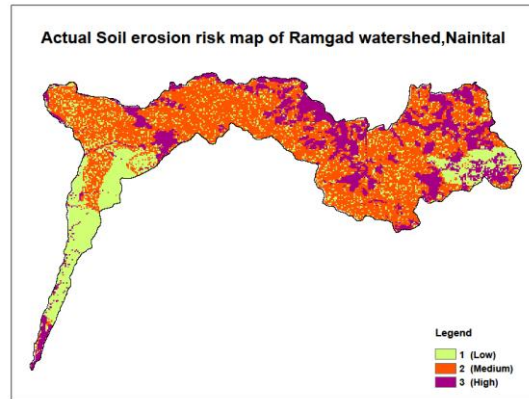 Actual Soil erosion risk map of Ramgad watershed,Nainital
Legend
1 (Low)
2 (Medium)
3 (High)